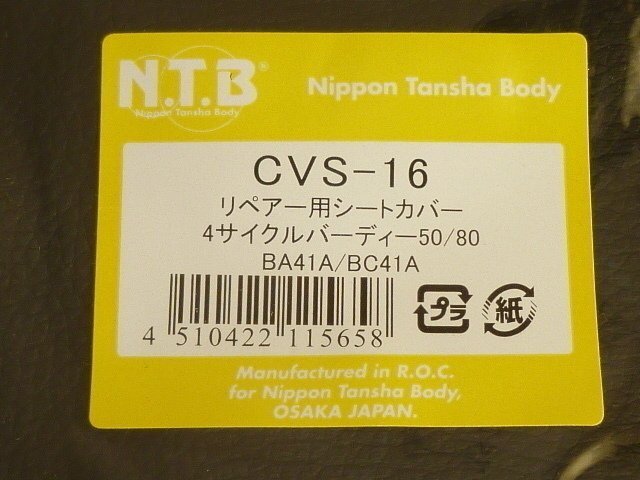 N.T.B®
Nippon Tansha Body
Nippon Tansha Body
CVS-16
リペアー用シートカバー
4サイクルバーディー50/80
BA41A/BC41A
4 510422 115658
プラ
紙
Manufactured in R.O.C.
for Nippon Tansha Body,
OSAKA JAPAN.